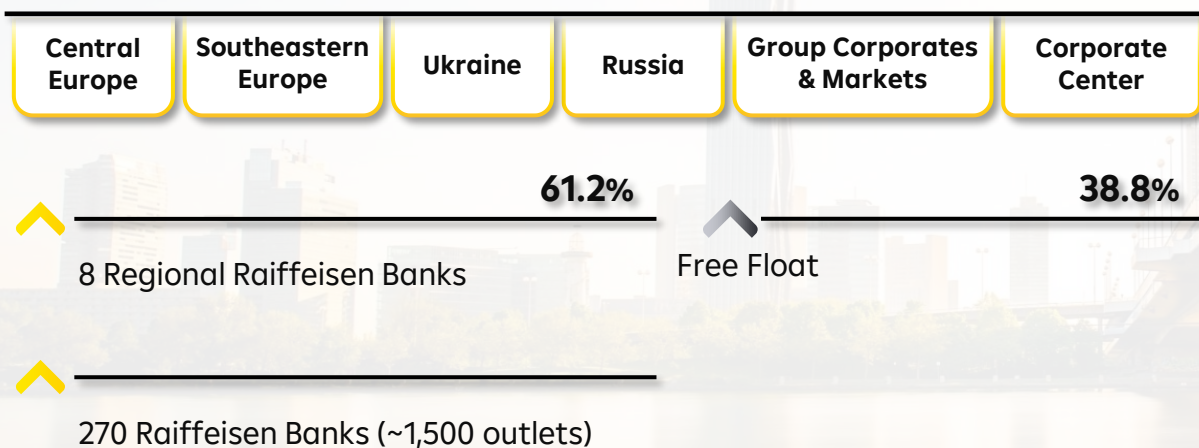 Central
Europe
Southeastern
Europe
Ukraine
Russia
Group Corporates
& Markets
Corporate
Center
61.2%
38.8%
8 Regional Raiffeisen Banks
Free Float
270 Raiffeisen Banks (~1,500 outlets)